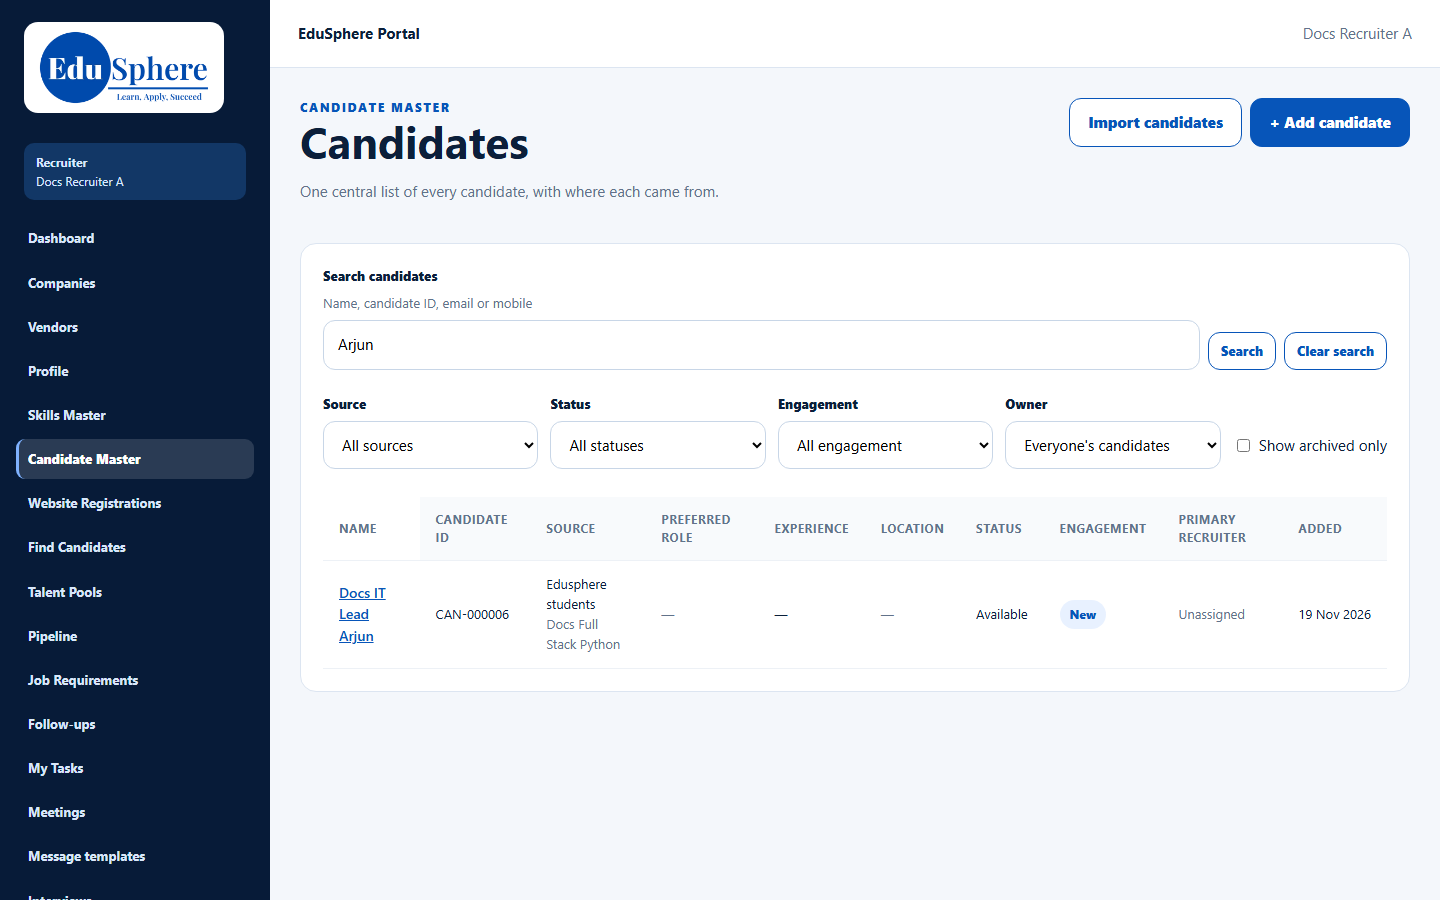 EduSphere
Learn. Apply, Succeed
Recruiter
Docs Recruiter A
Dashboard
Companies
Vendors
Profile
Skills Master
Candidate Master
Website Registrations
Find Candidates
Talent Pools
Pipeline
Job Requirements
Follow-ups
My Tasks
Meetings
Message templates
Interviews
EduSphere Portal
Docs Recruiter A
CANDIDATE MASTER
Candidates
One central list of every candidate, with where each came from.
Import candidates
+ Add candidate
Search candidates
Name, candidate ID, email or mobile
Arjun
Search
Clear search
Source
Status
Engagement
Owner
All sources
All statuses
All engagement
Everyone's candidates
Show archived only
NAME
CANDIDATE
ID
SOURCE
PREFERRED
ROLE
EXPERIENCE
LOCATION
STATUS
ENGAGEMENT
PRIMARY
RECRUITER
ADDED
Docs IT
Lead
Arjun
CAN-000006
Edusphere
students
Docs Full
Stack Python
—
—
—
Available
New
Unassigned
19 Nov 2026